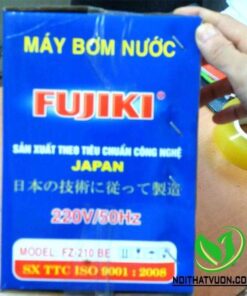 MÁY BƠM NƯỚC
FUJIKI®
SẢN XUẤT THEO TIÊU CHUẨN CÔNG NGHỆ
JAPAN
日本の技術に従って製造
220V/50Hz
MODEL: FZ-210 BE
SX TTC ISO 9001 : 2008
NOITHATVUON.COM